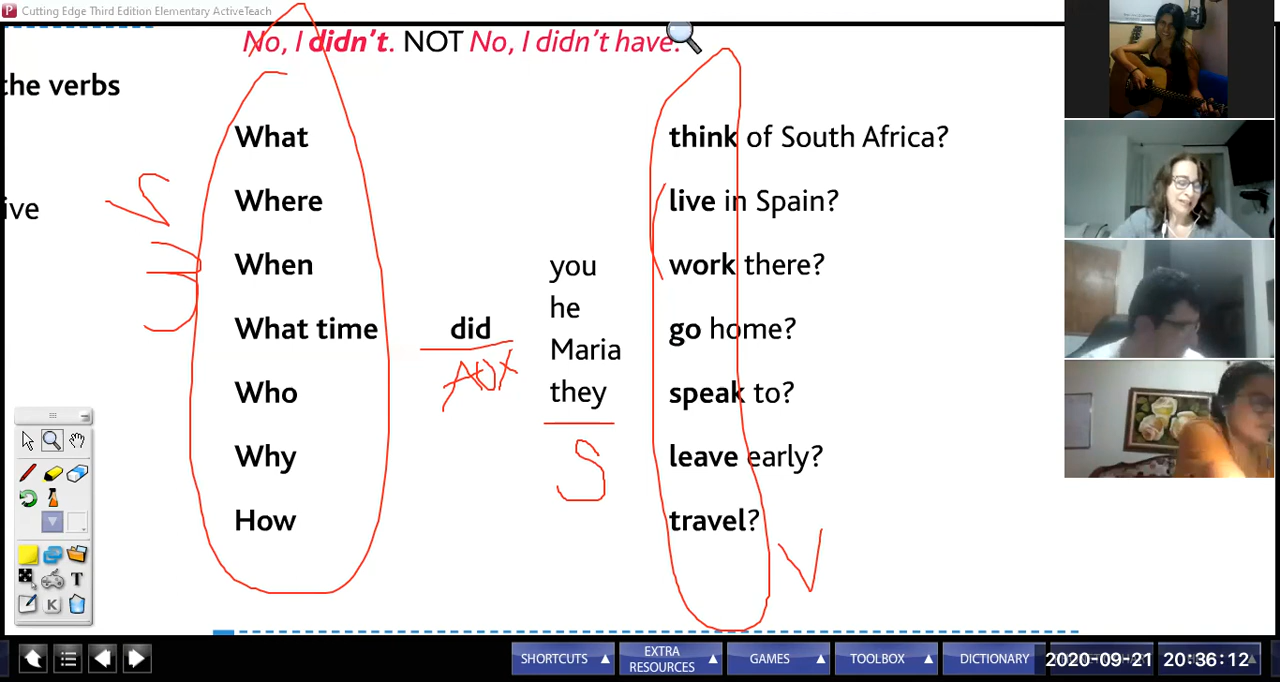 Cutting Edge Third Edition Elementary ActiveTeach
No, I didn't. NOT No, I didn't have.
the verbs
What
think of South Africa?
ive
Where
live in Spain?
When
you
work there?
he
What time
did
Maria
go home?
AUX
Who
they
speak to?
S
Why
leave early?
How
travel?
V
T
K
SHORTCUTS
EXTRA
RESOURCES
GAMES
TOOLBOX
DICTIONARY
2020-09-21 20:36:12